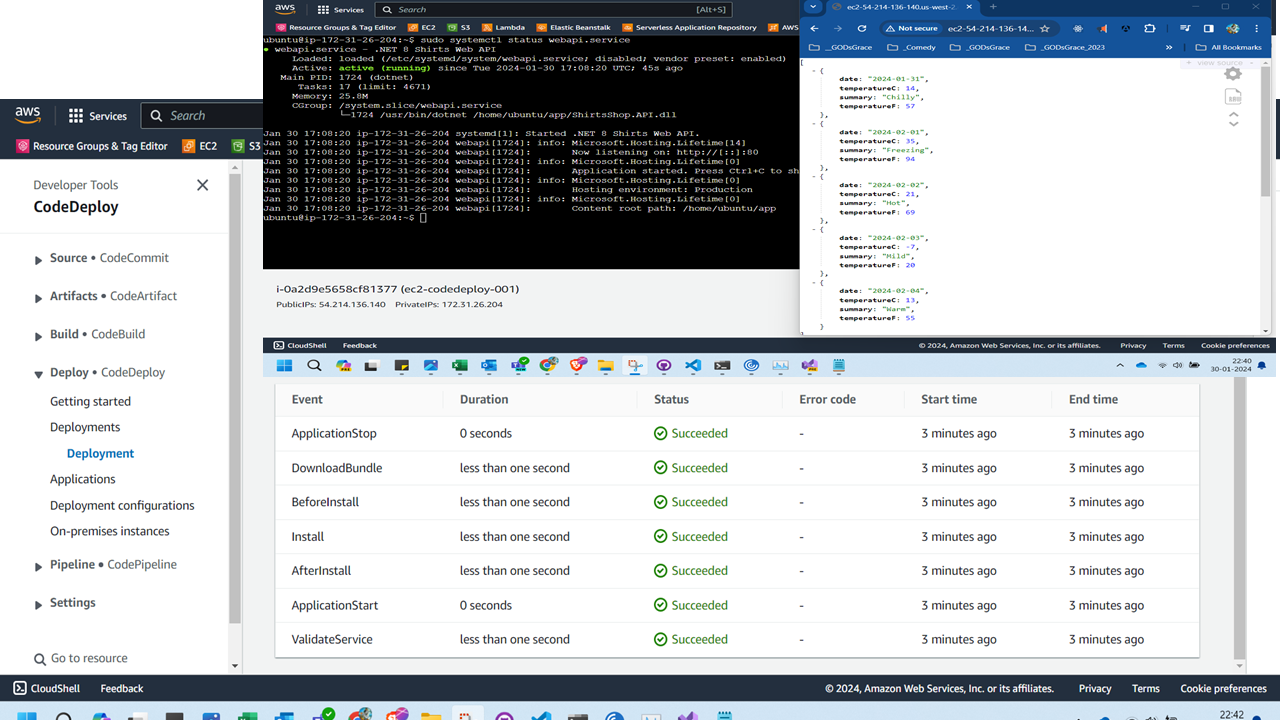 aws
Services
Search
[Alt+S]
Resource Groups & Tag Editor
EC2
S3
Lambda
Elastic Beanstalk
Serverless Application Repository
AWS
ubuntu@ip-172-31-26-204:~$ sudo systemctl status webapi.service
● webapi.service - .NET 8 Shirts Web API
Loaded: loaded (/etc/systemd/system/webapi.service; disabled; vendor preset: enabled)
Active: active (running) since Tue 2024-01-30 17:08:20 UTC; 45s ago
Main PID: 1724 (dotnet)
Tasks: 17 (limit: 4671)
Memory: 25.8M
CGroup: /system.slice/webapi.service
└─1724 /usr/bin/dotnet /home/ubuntu/app/ShirtsShop.API.dll
Jan 30 17:08:20 ip-172-31-26-204 systemd[1]: Started .NET 8 Shirts Web API.
Jan 30 17:08:20 ip-172-31-26-204 webapi[1724]: info: Microsoft.Hosting.Lifetime[14]
Jan 30 17:08:20 ip-172-31-26-204 webapi[1724]: Now listening on: http://[::]:80
Jan 30 17:08:20 ip-172-31-26-204 webapi[1724]: info: Microsoft.Hosting.Lifetime[0]
Jan 30 17:08:20 ip-172-31-26-204 webapi[1724]: Application started. Press Ctrl+C to sh
Jan 30 17:08:20 ip-172-31-26-204 webapi[1724]: info: Microsoft.Hosting.Lifetime[0]
Jan 30 17:08:20 ip-172-31-26-204 webapi[1724]: Hosting environment: Production
Jan 30 17:08:20 ip-172-31-26-204 webapi[1724]: info: Microsoft.Hosting.Lifetime[0]
Jan 30 17:08:20 ip-172-31-26-204 webapi[1724]: Content root path: /home/ubuntu/app
ubuntu@ip-172-31-26-204:~$
i-0a2d9e5658cf81377 (ec2-codedeploy-001)
PublicIPs: 54.214.136.140 PrivateIPs: 172.31.26.204
ec2-54-214-136-140.us-west-2.
Not secure
ec2-54-214-136-14...
__GODsGrace
_Comedy
_GODsGrace
_GODsGrace_2023
»
All Bookmarks
- view source -
[
- {
date: "2024-01-31",
temperatureC: 14,
summary: "Chilly",
temperatureF: 57
},
- {
date: "2024-02-01",
temperatureC: 35,
summary: "Freezing",
temperatureF: 94
},
- {
date: "2024-02-02",
temperatureC: 21,
summary: "Hot",
temperatureF: 69
},
- {
date: "2024-02-03",
temperatureC: -7,
summary: "Mild",
temperatureF: 20
},
- {
date: "2024-02-04",
temperatureC: 13,
summary: "Warm",
temperatureF: 55
}
CloudShell Feedback
© 2024, Amazon Web Services, Inc. or its affiliates. Privacy Terms Cookie preferences
22:40
30-01-2024
aws
Services
Search
Resource Groups & Tag Editor
EC2
S3
Developer Tools
CodeDeploy
Source • CodeCommit
Artifacts • CodeArtifact
Build • CodeBuild
Deploy • CodeDeploy
Getting started
Deployments
Deployment
Applications
Deployment configurations
On-premises instances
Pipeline • CodePipeline
Settings
Go to resource
Event Duration Status Error code Start time End time
ApplicationStop 0 seconds Succeeded - 3 minutes ago 3 minutes ago
DownloadBundle less than one second Succeeded - 3 minutes ago 3 minutes ago
BeforeInstall less than one second Succeeded - 3 minutes ago 3 minutes ago
Install less than one second Succeeded - 3 minutes ago 3 minutes ago
AfterInstall less than one second Succeeded - 3 minutes ago 3 minutes ago
ApplicationStart 0 seconds Succeeded - 3 minutes ago 3 minutes ago
ValidateService less than one second Succeeded - 3 minutes ago 3 minutes ago
CloudShell Feedback
© 2024, Amazon Web Services, Inc. or its affiliates. Privacy Terms Cookie preferences
22:42